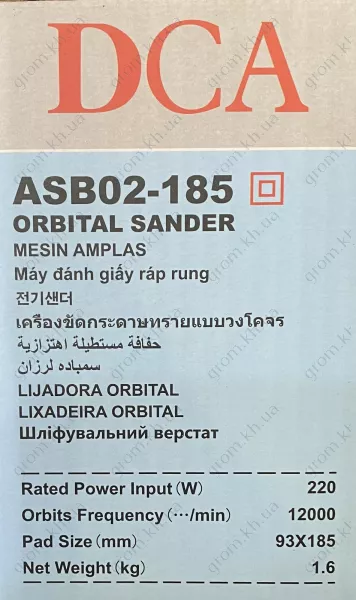 DCA
ASB02-185
ORBITAL SANDER
MESIN AMPLAS
Máy đánh giấy ráp rung
전기샌더
เครื่องขัดกระดาษทรายแบบวงโคจร
حفافة مستطيلة اهتزازية
سمباده لرزان
LIJADORA ORBITAL
LIXADEIRA ORBITAL
Шліфувальний верстат
Rated Power Input (W) 220
Orbits Frequency (···/min) 12000
Pad Size (mm) 93X185
Net Weight (kg) 1.6
grom.kh.ua